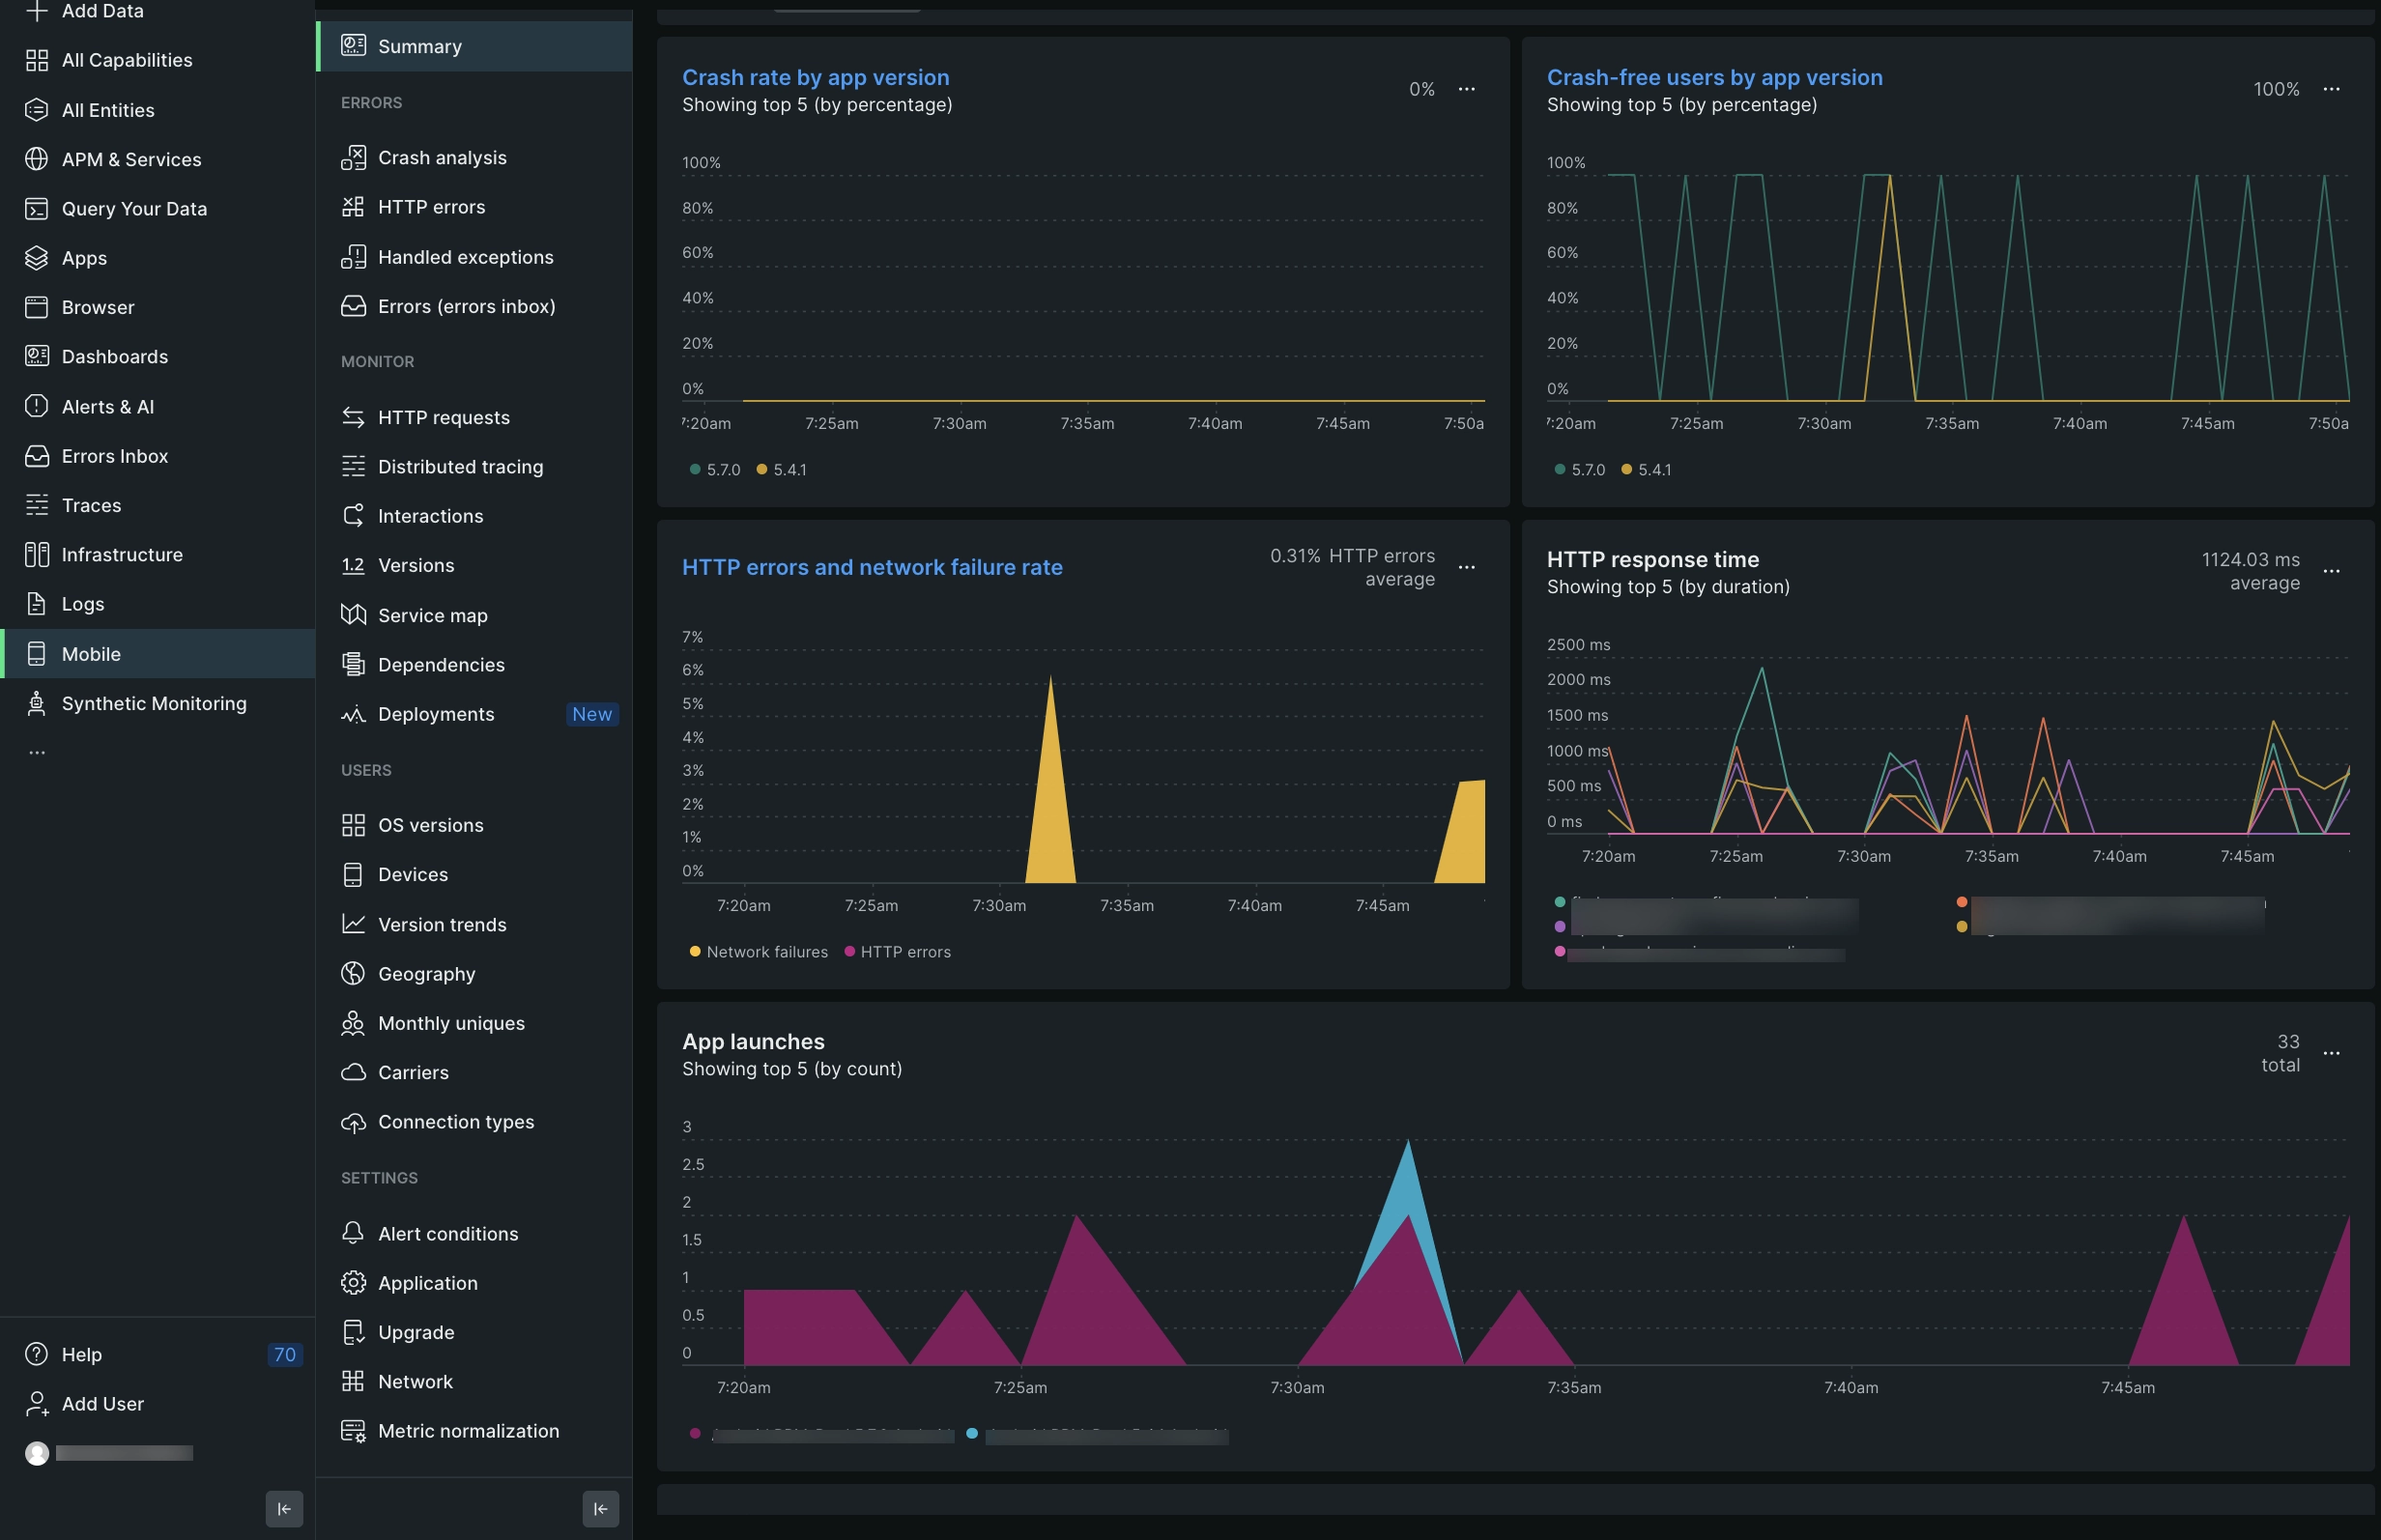 Add Data
All Capabilities
All Entities
APM & Services
Query Your Data
Apps
Browser
Dashboards
Alerts & AI
Errors Inbox
Traces
Infrastructure
Logs
Mobile
Synthetic Monitoring
...
Help 70
Add User
Summary
ERRORS
Crash analysis
HTTP errors
Handled exceptions
Errors (errors inbox)
MONITOR
HTTP requests
Distributed tracing
Interactions
1.2 Versions
Service map
Dependencies
Deployments New
USERS
OS versions
Devices
Version trends
Geography
Monthly uniques
Carriers
Connection types
SETTINGS
Alert conditions
Application
Upgrade
Network
Metric normalization
Crash rate by app version
Showing top 5 (by percentage)
0% ...
100%
80%
60%
40%
20%
0%
7:20am 7:25am 7:30am 7:35am 7:40am 7:45am 7:50a
5.7.0 5.4.1
Crash-free users by app version
Showing top 5 (by percentage)
100% ...
100%
80%
60%
40%
20%
0%
7:20am 7:25am 7:30am 7:35am 7:40am 7:45am 7:50a
5.7.0 5.4.1
HTTP errors and network failure rate
0.31% HTTP errors
average
...
7%
6%
5%
4%
3%
2%
1%
0%
7:20am 7:25am 7:30am 7:35am 7:40am 7:45am
Network failures HTTP errors
HTTP response time
Showing top 5 (by duration)
1124.03 ms
average
...
2500 ms
2000 ms
1500 ms
1000 ms
500 ms
0 ms
7:20am 7:25am 7:30am 7:35am 7:40am 7:45am
App launches
Showing top 5 (by count)
33
total
...
3
2.5
2
1.5
1
0.5
0
7:20am 7:25am 7:30am 7:35am 7:40am 7:45am